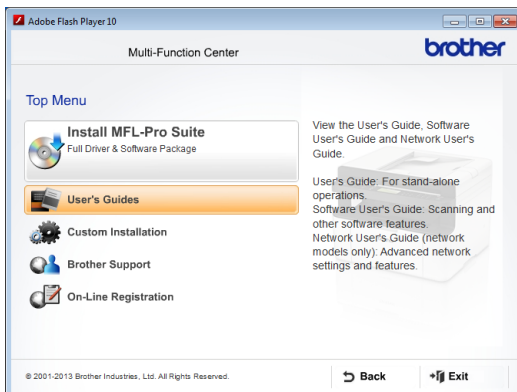 Adobe Flash Player 10
Multi-Function Center
brother
Top Menu
Install MFL-Pro Suite
Full Driver & Software Package
User's Guides
Custom Installation
Brother Support
On-Line Registration
View the User's Guide, Software
User's Guide and Network User's
Guide.
User's Guide: For stand-alone
operations.
Software User's Guide: Scanning and
other software features.
Network User's Guide (network
models only): Advanced network
settings and features.
© 2001-2013 Brother Industries, Ltd. All Rights Reserved.
Back
Exit